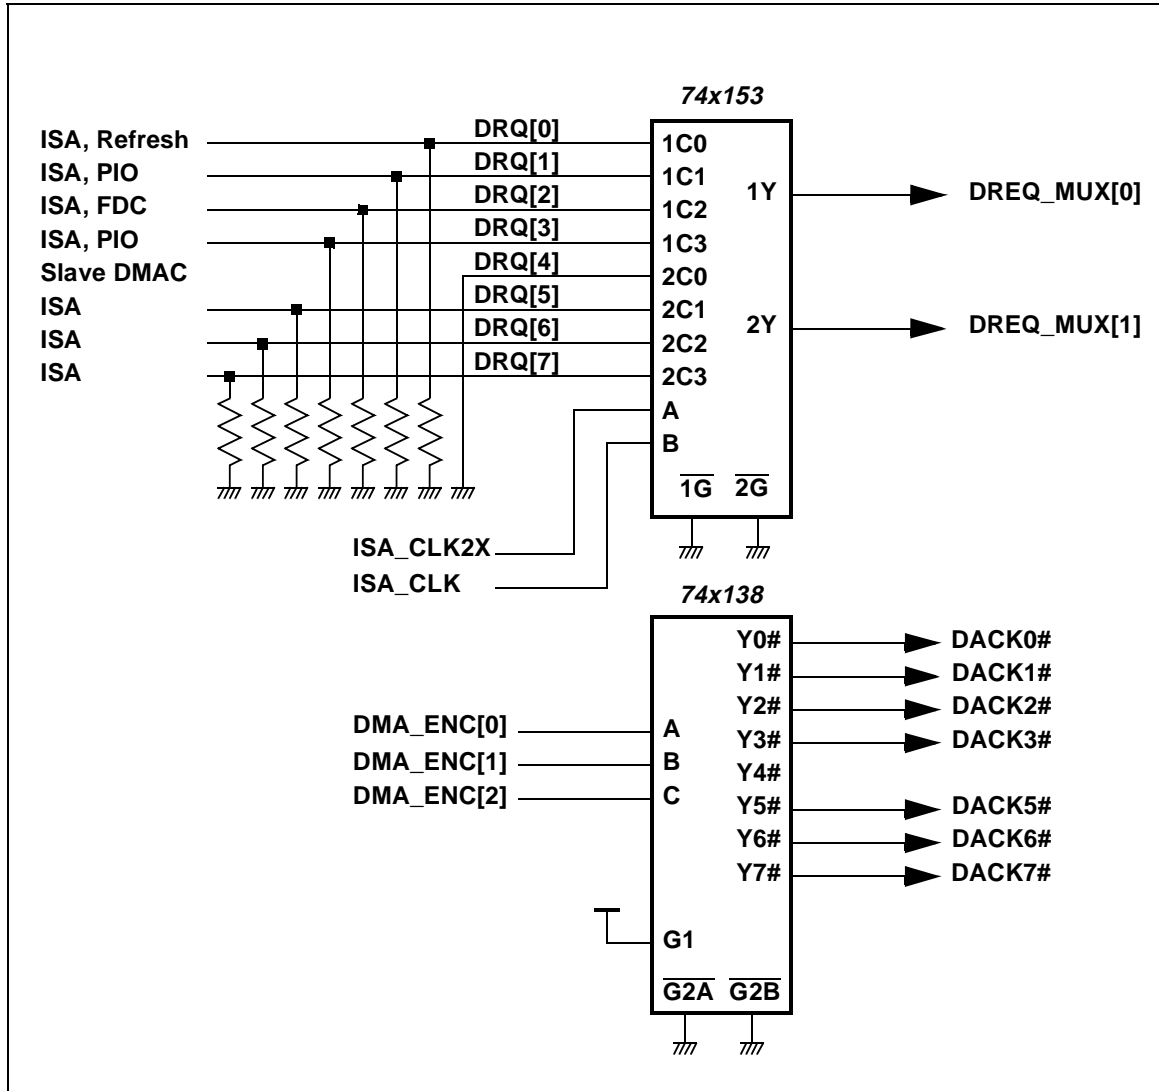 74x153
ISA, Refresh DRQ[0] 1C0
ISA, PIO DRQ[1] 1C1
1Y DREQ_MUX[0]
ISA, FDC DRQ[2] 1C2
ISA, PIO DRQ[3] 1C3
Slave DMAC DRQ[4] 2C0
ISA DRQ[5] 2C1
2Y DREQ_MUX[1]
ISA DRQ[6] 2C2
ISA DRQ[7] 2C3
A
B
1G 2G
ISA_CLK2X
ISA_CLK
74x138
Y0# DACK0#
Y1# DACK1#
Y2# DACK2#
DMA_ENC[0] A
Y3# DACK3#
DMA_ENC[1] B
Y4#
DMA_ENC[2] C
Y5# DACK5#
Y6# DACK6#
Y7# DACK7#
G1
G2A G2B